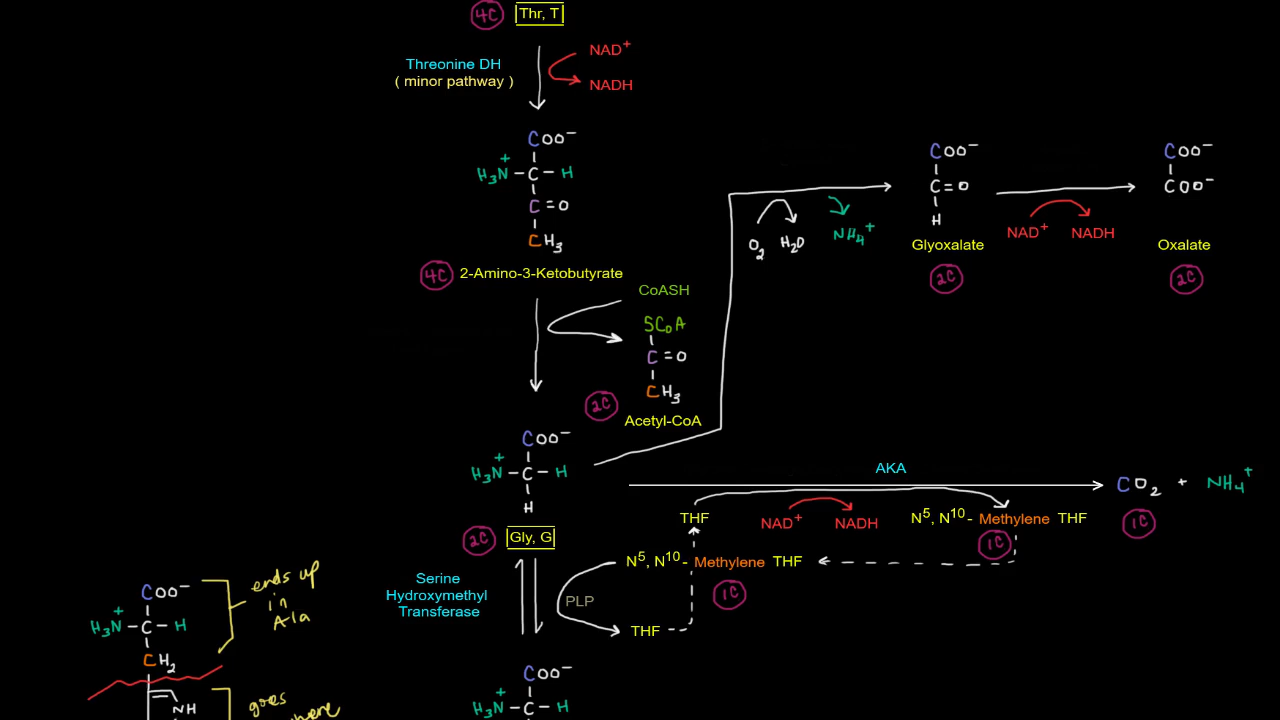 4C Thr, T
Threonine DH
( minor pathway )
NAD+
NADH
COO−
H3N+ − C − H
C = O
CH3
4C 2-Amino-3-Ketobutyrate
CoASH
SCoA
C = O
CH3
2C
Acetyl-CoA
COO−
H3N+ − C − H
H
2C Gly, G
O2 H2O NH4+
COO−
C = O
H
Glyoxalate
2C
NAD+ NADH
COO−
COO−
Oxalate
2C
AKA
CO2 + NH4+
1C
THF NAD+ NADH N5, N10- Methylene THF
1C
N5, N10- Methylene THF
1C
Serine
Hydroxymethyl
Transferase
PLP
THF
COO−
H3N+ − C − H
COO−
H3N+ − C − H
CH2
NH
ends up
in
Ala
goes